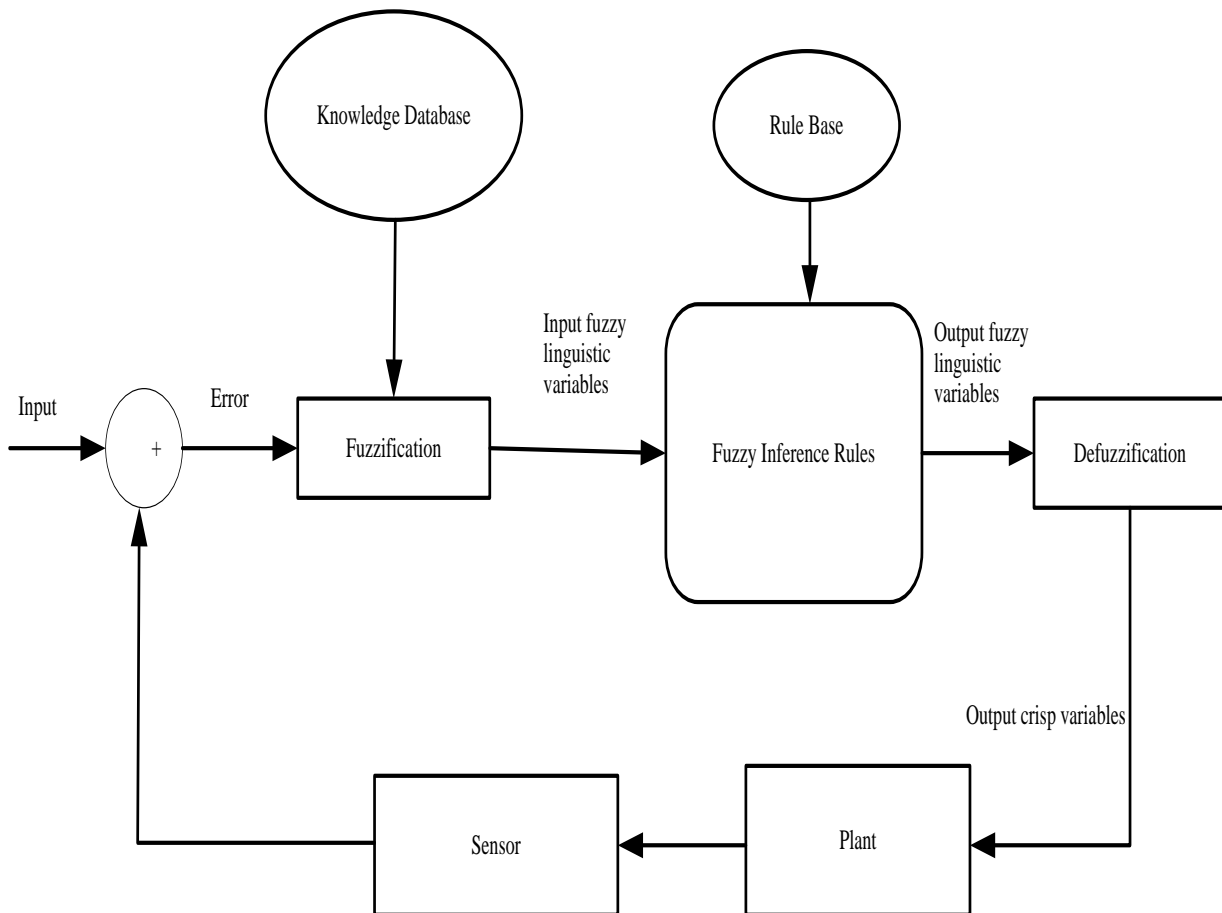 Knowledge Database
Rule Base
Input fuzzy
linguistic
variables
Output fuzzy
linguistic
variables
Input
Error
+
Fuzzification
Fuzzy Inference Rules
Defuzzification
Output crisp variables
Sensor
Plant